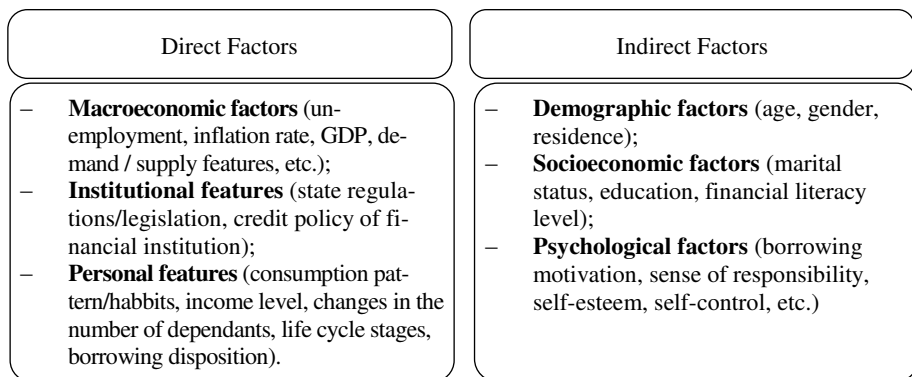 Direct Factors
– Macroeconomic factors (un-
employment, inflation rate, GDP, de-
mand / supply features, etc.);
– Institutional features (state regula-
tions/legislation, credit policy of fi-
nancial institution);
– Personal features (consumption pat-
tern/habbits, income level, changes in the
number of dependants, life cycle stages,
borrowing disposition).
Indirect Factors
– Demographic factors (age, gender,
residence);
– Socioeconomic factors (marital
status, education, financial literacy
level);
– Psychological factors (borrowing
motivation, sense of responsibility,
self-esteem, self-control, etc.)